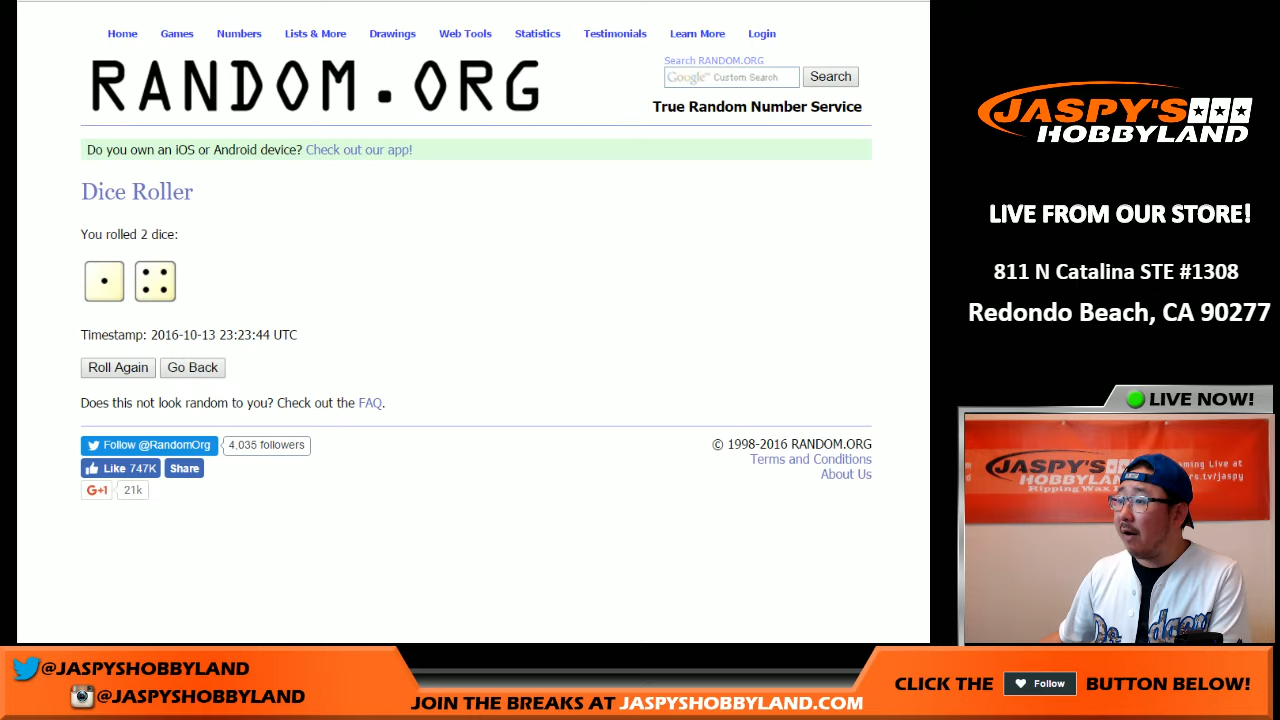 Home Games Numbers Lists & More Drawings Web Tools Statistics Testimonials Learn More Login
RANDOM.ORG
Search RANDOM.ORG
Google™ Custom Search Search
True Random Number Service
Do you own an iOS or Android device? Check out our app!
Dice Roller
You rolled 2 dice:
Timestamp: 2016-10-13 23:23:44 UTC
Roll Again Go Back
Does this not look random to you? Check out the FAQ.
Follow @RandomOrg 4,035 followers
Like 747K Share
G+1 21k
© 1998-2016 RANDOM.ORG
Terms and Conditions
About Us
JASPY'S
HOBBYLAND
LIVE FROM OUR STORE!
811 N Catalina STE #1308
Redondo Beach, CA 90277
LIVE NOW!
JASPY'S
HOBBYLAND
Ripping Wax
Live at
@JASPYSHOBBYLAND
@JASPYSHOBBYLAND
JOIN THE BREAKS AT JASPYSHOBBYLAND.COM
CLICK THE Follow BUTTON BELOW!